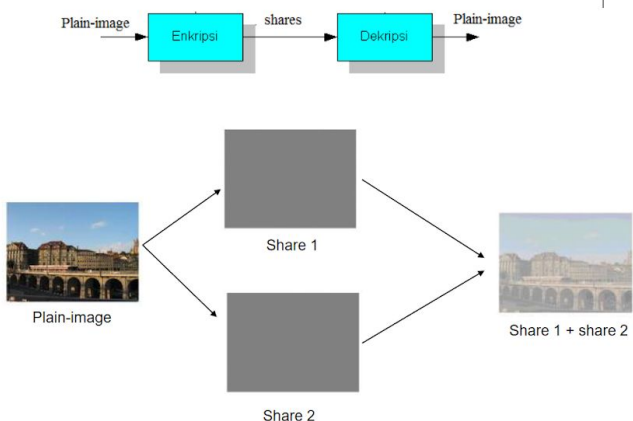 Plain-image
Enkripsi
shares
Dekripsi
Plain-image
Share 1
Plain-image
Share 1 + share 2
Share 2